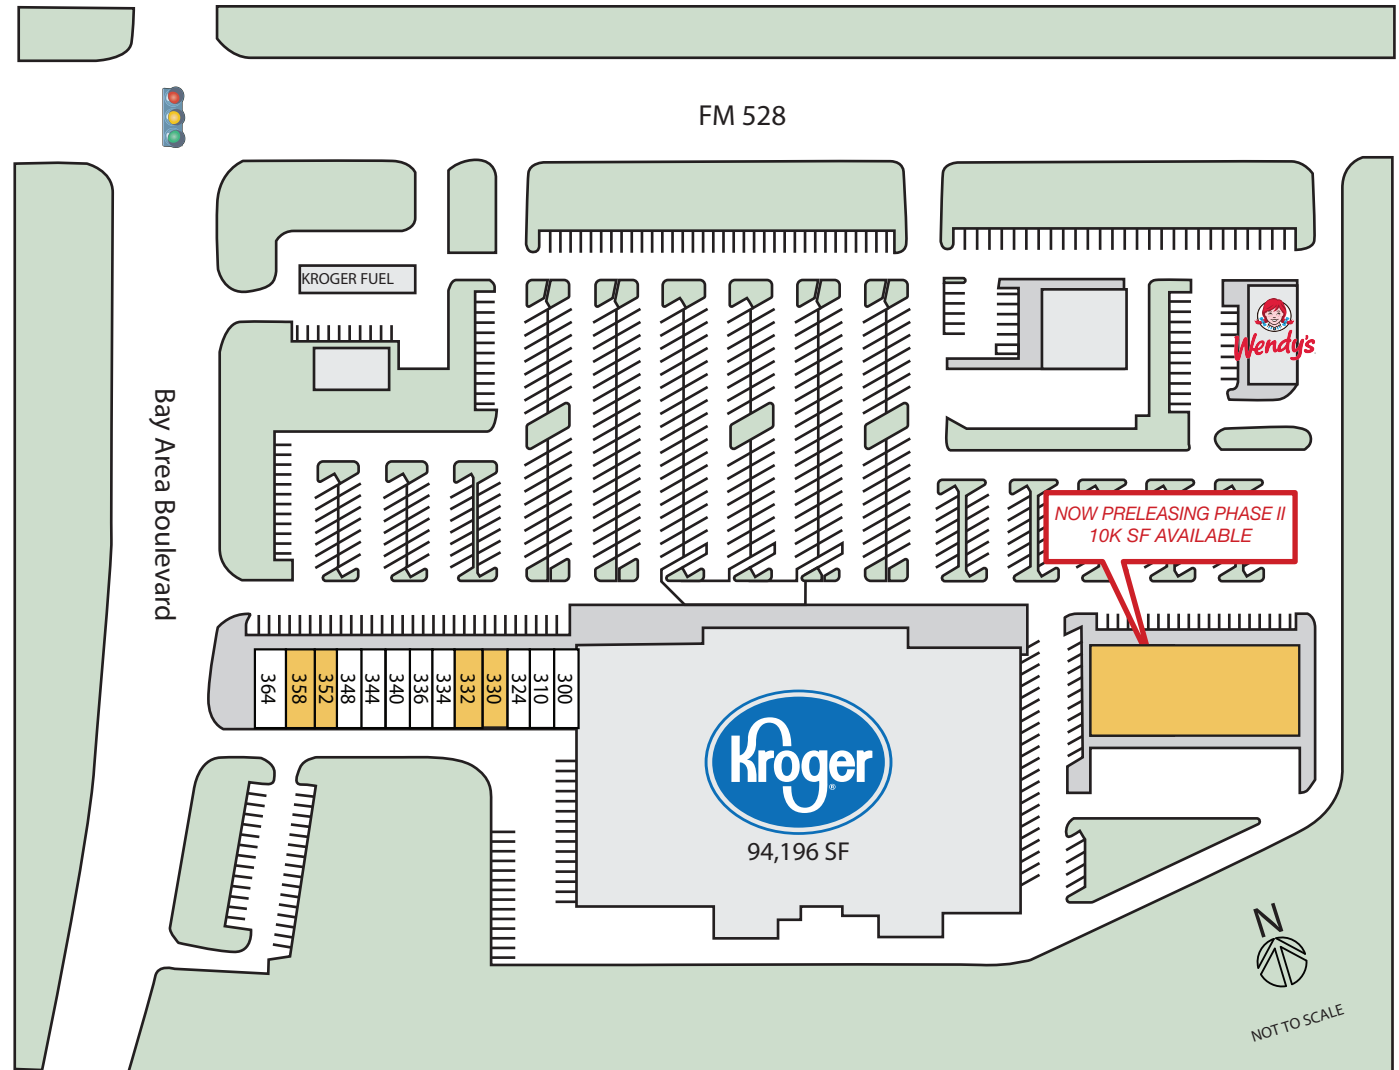 FM 528
KROGER FUEL
Wendy's
Bay Area Boulevard
NOW PRELEASING PHASE II
10K SF AVAILABLE
364
358
352
348
344
340
336
334
332
330
324
310
300
Kroger
94,196 SF
N
NOT TO SCALE